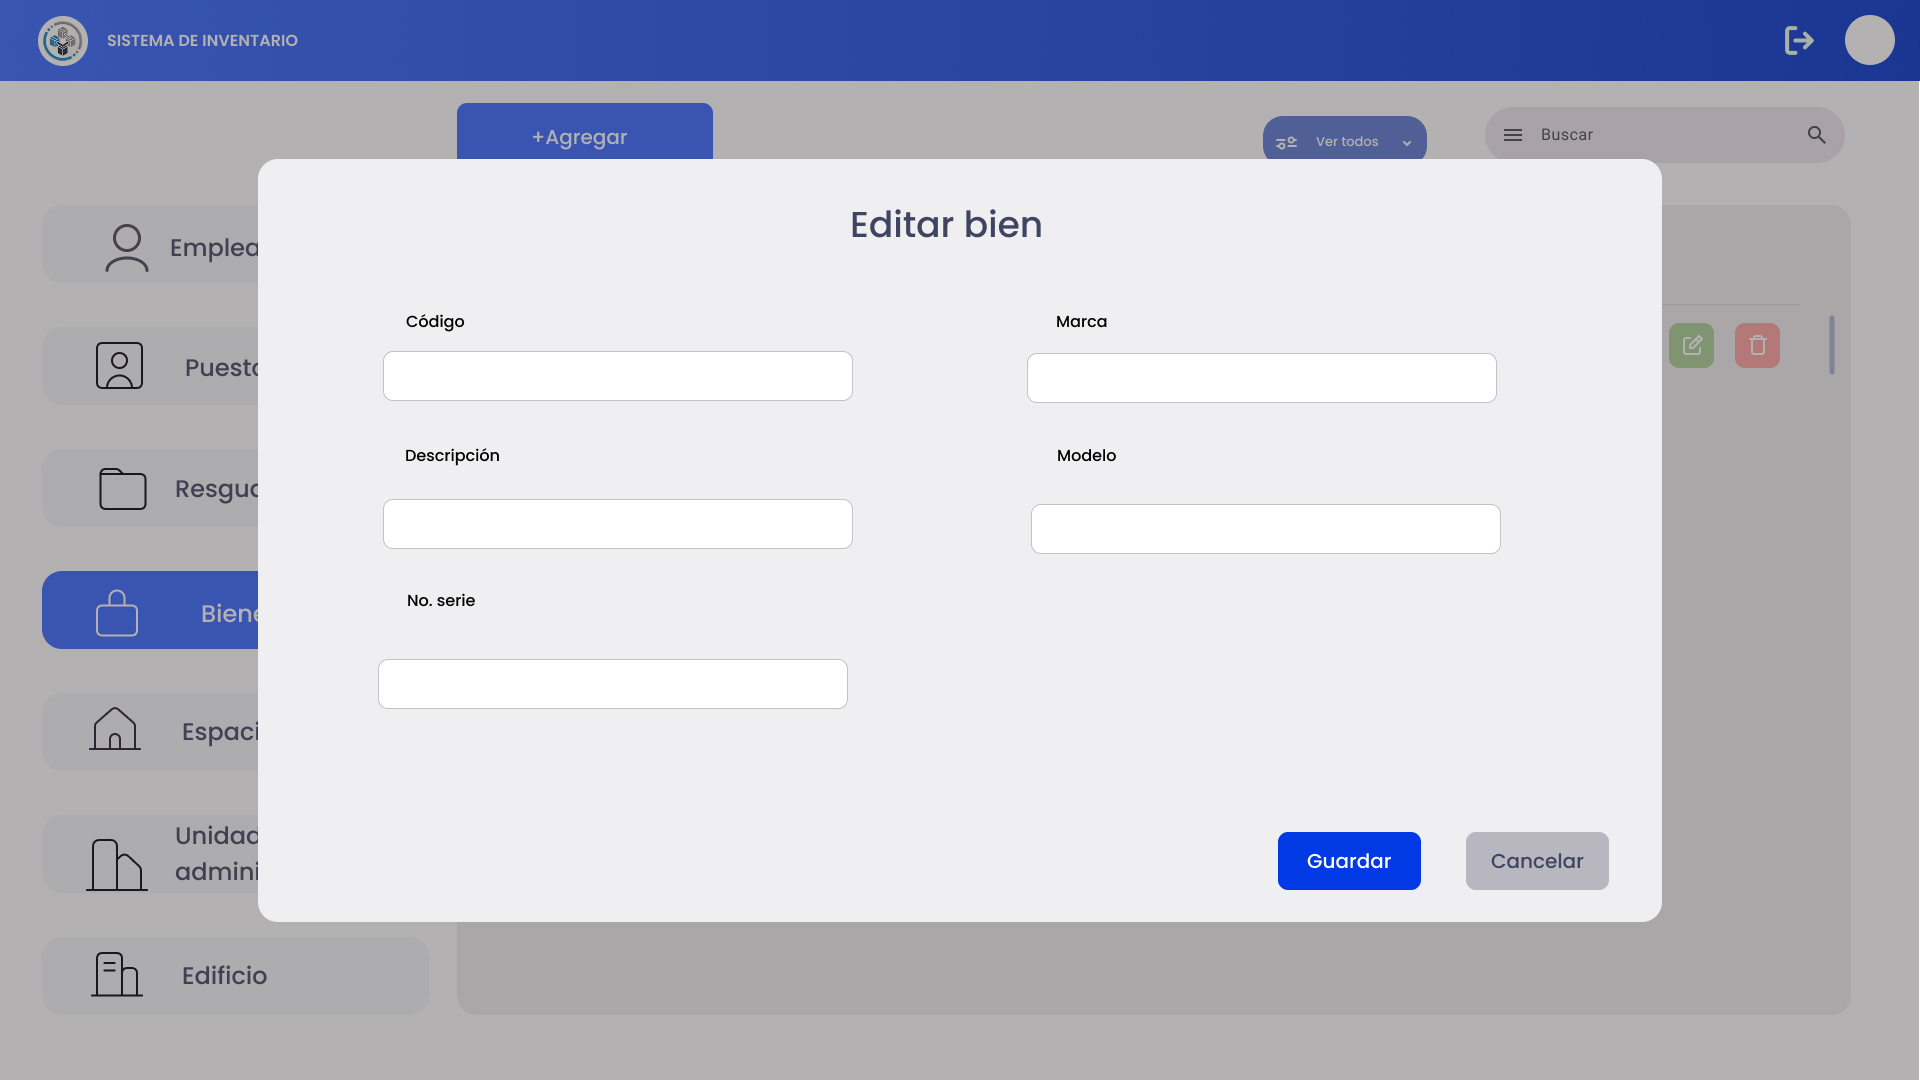 SISTEMA DE INVENTARIO
+Agregar
Ver todos
Buscar
Emplea
Puesto
Resgua
Biene
Espaci
Unidad
admini
Edificio
Editar bien
Código
Marca
Descripción
Modelo
No. serie
Guardar
Cancelar